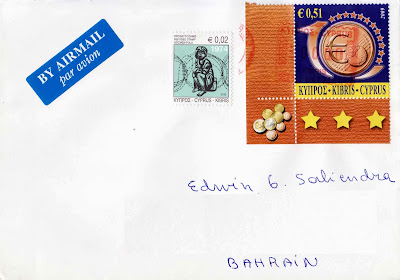 BY AIRMAIL
par avion
€ 0,02
1974
ΚΥΠΡΟΣ - CYPRUS - KIBRIS
€ 0,51
ΚΥΠΡΟΣ - KIBRIS - CYPRUS
Edwin G. Saliendra
BAHRAIN